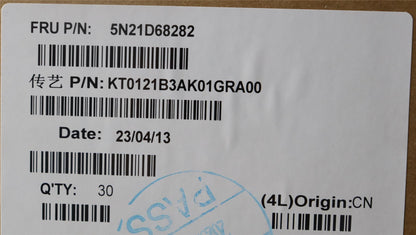 FRU P/N: 5N21D68282
传艺 P/N: KT0121B3AK01GRA00
Date: 23/04/13
Q'TY: 30
(4L)Origin:CN
PASS